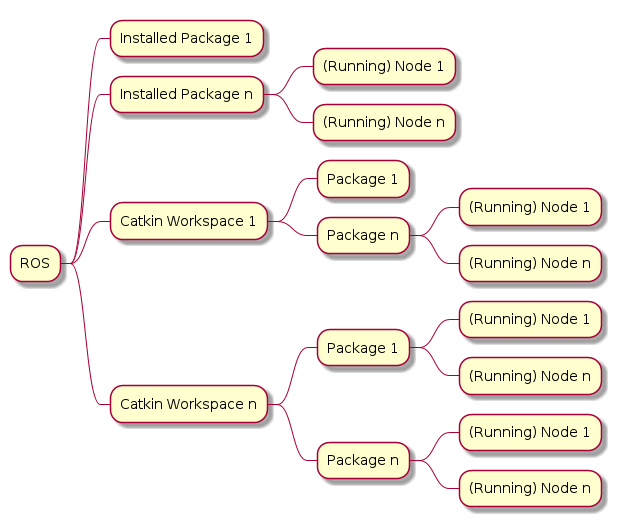 Installed Package 1
(Running) Node 1
Installed Package n
(Running) Node n
Package 1
(Running) Node 1
Catkin Workspace 1
Package n
ROS
(Running) Node n
(Running) Node 1
Package 1
(Running) Node n
Catkin Workspace n
(Running) Node 1
Package n
(Running) Node n